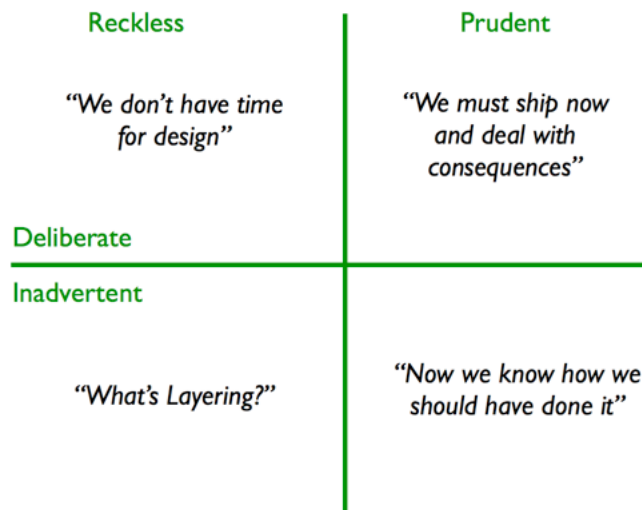 Reckless
Prudent
“We don’t have time
for design”
“We must ship now
and deal with
consequences”
Deliberate
Inadvertent
“What’s Layering?”
“Now we know how we
should have done it”